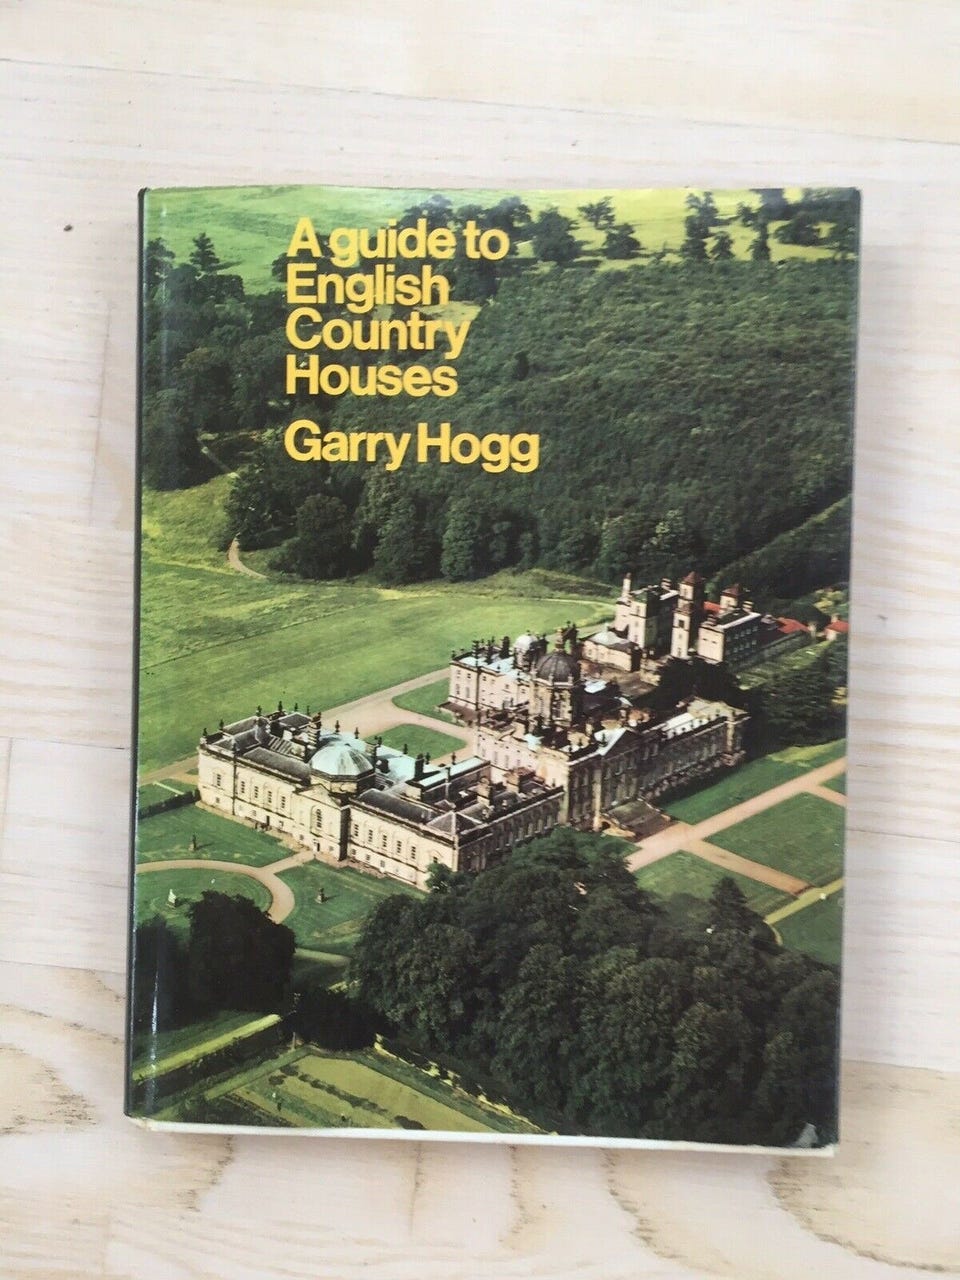 A guide to
English
Country
Houses
Garry Hogg